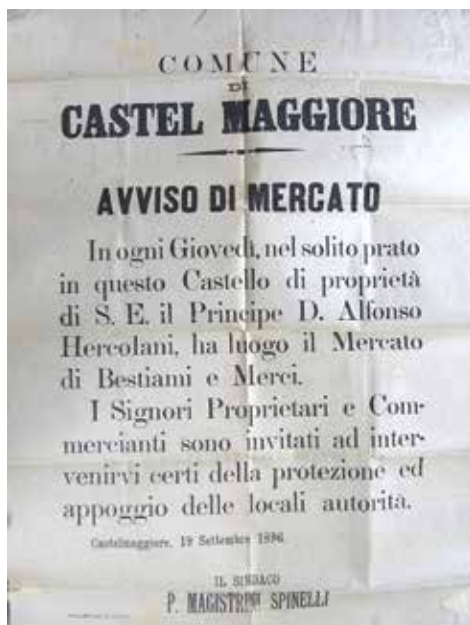 COMUNE
DI
CASTEL MAGGIORE
AVVISO DI MERCATO
In ogni Giovedì, nel solito prato
in questo Castello di proprietà
di S. E. il Principe D. Alfonso
Hercolani, ha luogo il Mercato
di Bestiami e Merci.
I Signori Proprietari e Com-
mercianti sono invitati ad inter-
venirvi certi della protezione ed
appoggio delle locali autorità.
Castelmaggiore, 19 Settembre 1896
IL SINDACO
P. MAGISTRINI SPINELLI